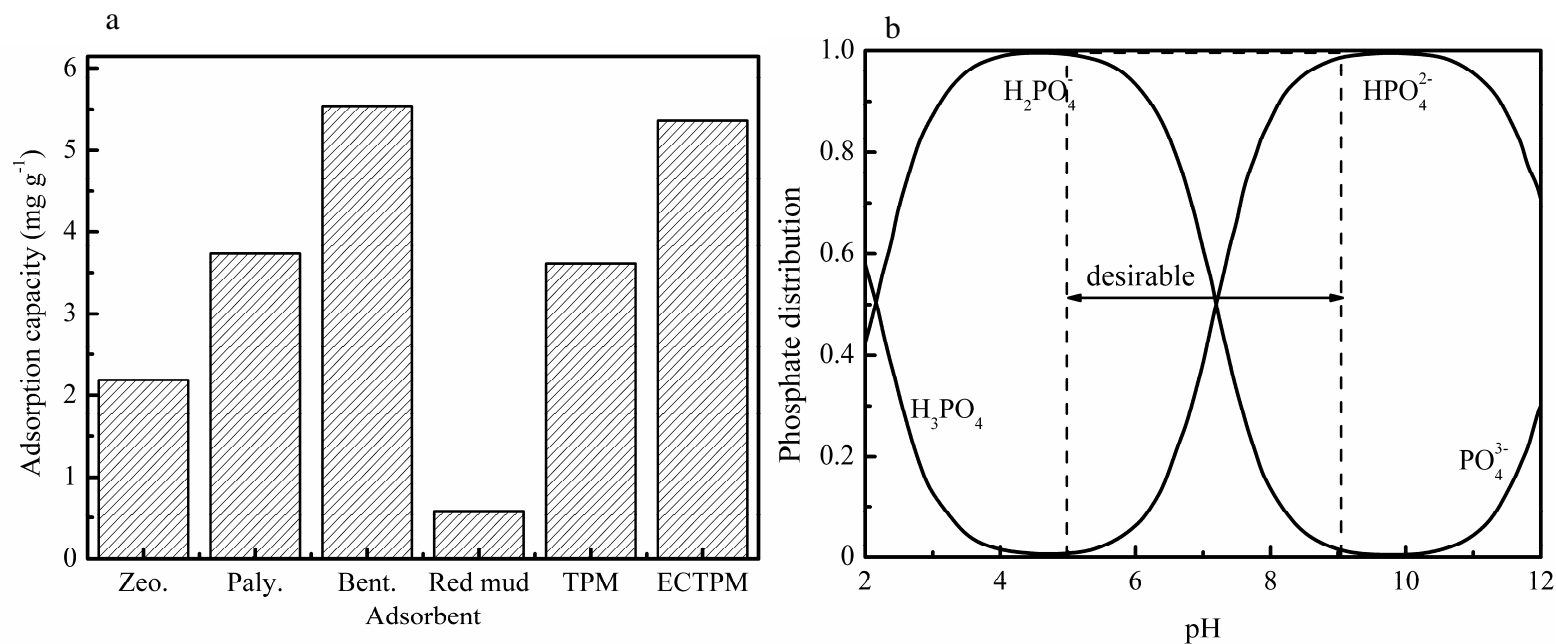 a
Adsorption capacity (mg g⁻¹)
6
5
4
3
2
1
0
Zeo. Paly. Bent. Red mud TPM ECTPM
Adsorbent
b
Phosphate distribution
1.0
0.8
0.6
0.4
0.2
0
H₂PO₄⁻
HPO₄²⁻
desirable
H₃PO₄
PO₄³⁻
2 4 6 8 10 12
pH